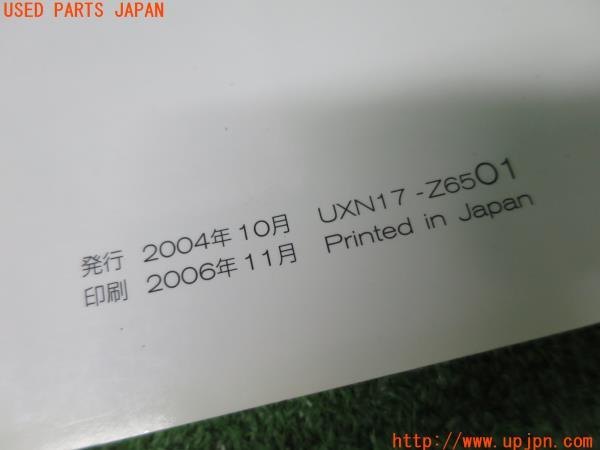 USED PARTS JAPAN
発行 2004年10月 UXN17-Z6501
印刷 2006年11月 Printed in Japan
http://www.upjpn.com/